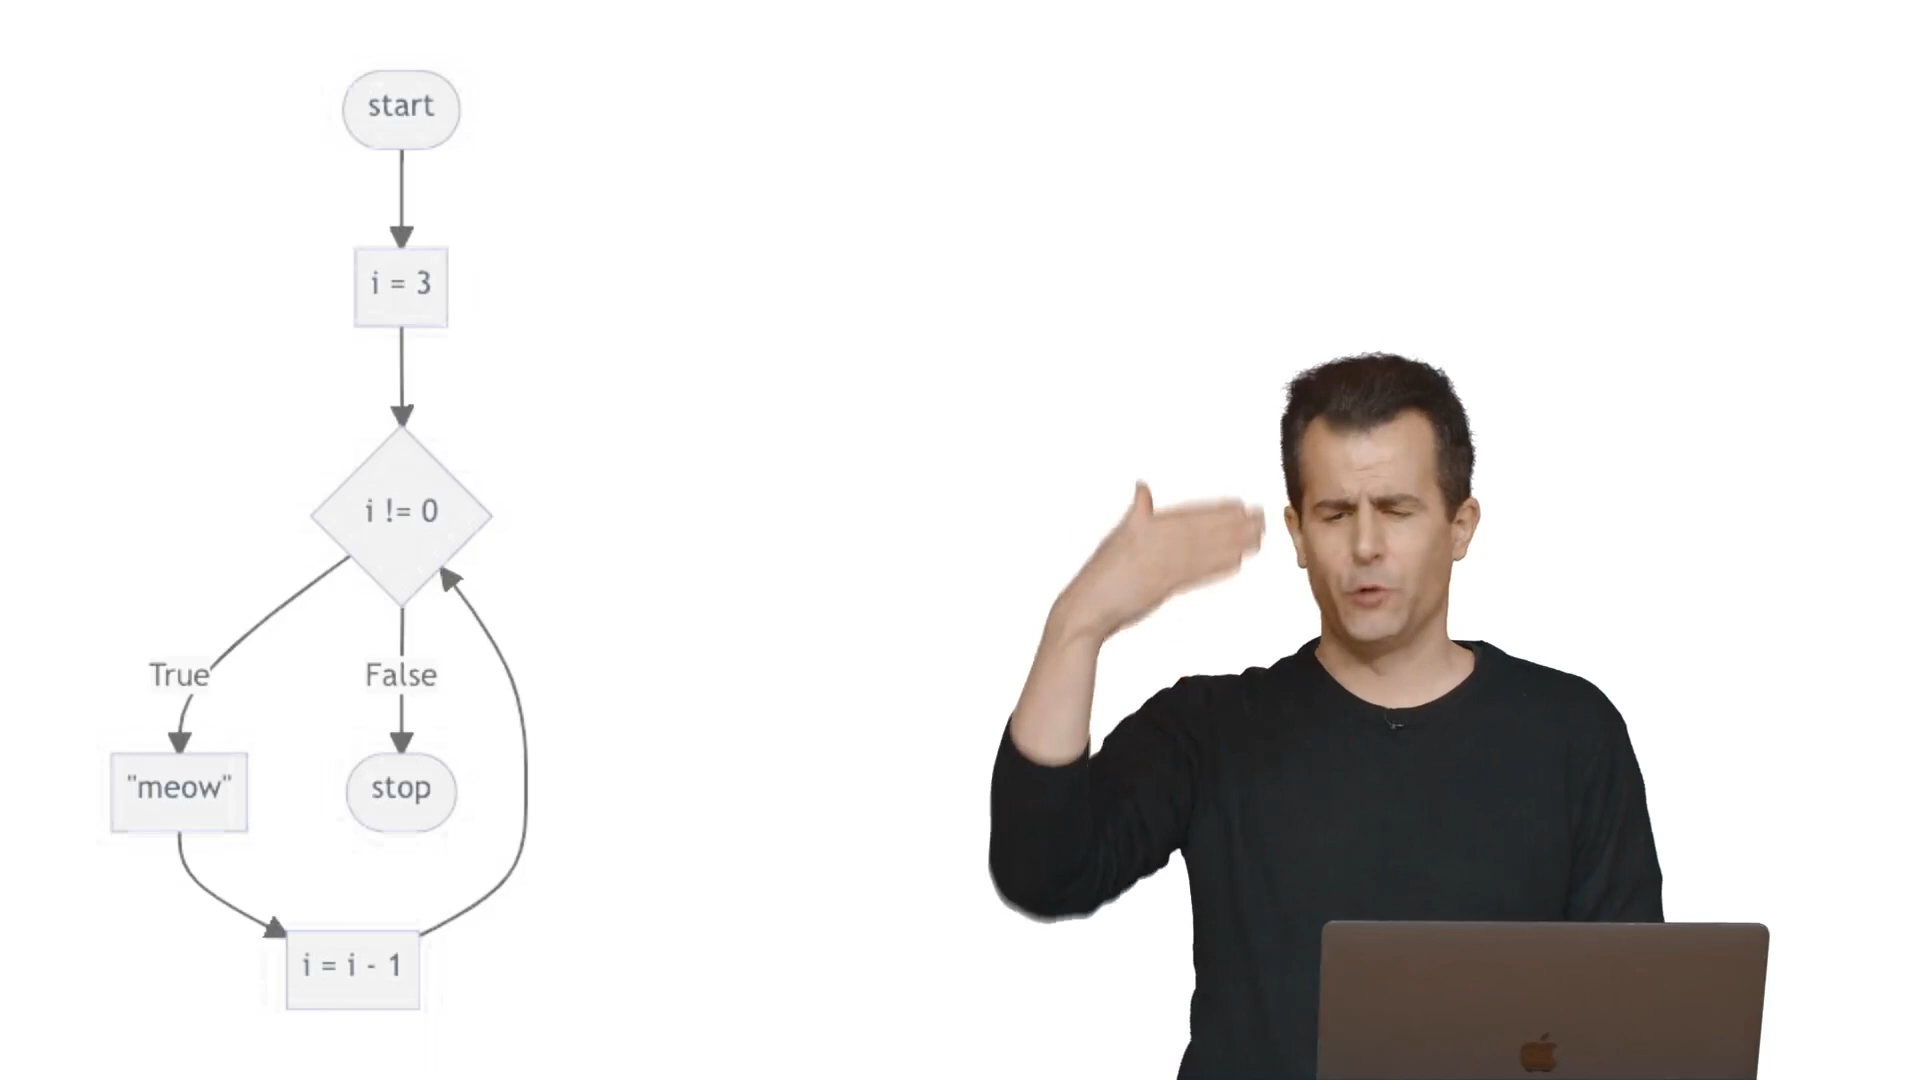 start
i = 3
i != 0
True
False
"meow"
stop
i = i - 1